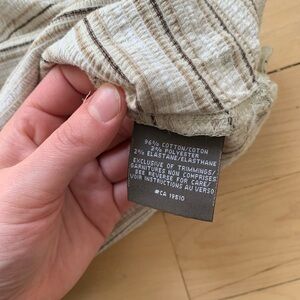 96% COTTON/COTON
2% POLYESTER
2% ELASTANE/ELASTHANE
EXCLUSIVE OF TRIMMINGS/
GARNITURES NON COMPRISES
SEE REVERSE FOR CARE/
VOIR INSTRUCTIONS AU VERSO
#CA 19510